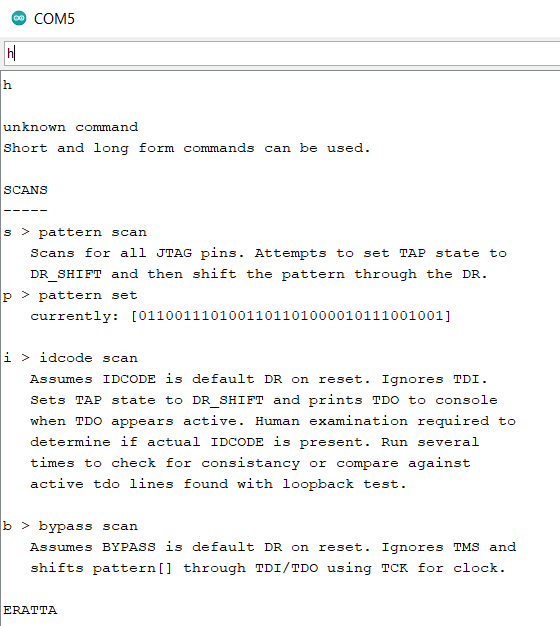 COM5
h
h
unknown command
Short and long form commands can be used.
SCANS
-----
s > pattern scan
Scans for all JTAG pins. Attempts to set TAP state to
DR_SHIFT and then shift the pattern through the DR.
p > pattern set
currently: [0110011101001101101000010111001001]
i > idcode scan
Assumes IDCODE is default DR on reset. Ignores TDI.
Sets TAP state to DR_SHIFT and prints TDO to console
when TDO appears active. Human examination required to
determine if actual IDCODE is present. Run several
times to check for consistancy or compare against
active tdo lines found with loopback test.
b > bypass scan
Assumes BYPASS is default DR on reset. Ignores TMS and
shifts pattern[] through TDI/TDO using TCK for clock.
ERATTA